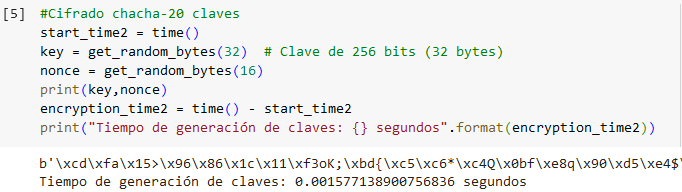 [5] #Cifrado chacha-20 claves
start_time2 = time()
key = get_random_bytes(32)  # Clave de 256 bits (32 bytes)
nonce = get_random_bytes(16)
print(key,nonce)
encryption_time2 = time() - start_time2
print("Tiempo de generación de claves: {} segundos".format(encryption_time2))
b'\xcd\xfa\x15>\x96\x86\x1c\x11\xf3oK;\xbd{\xc5\xc6*\xc4Q\x0bf\xe8q\x90\xd5\xe4$\
Tiempo de generación de claves: 0.001577138900756836 segundos